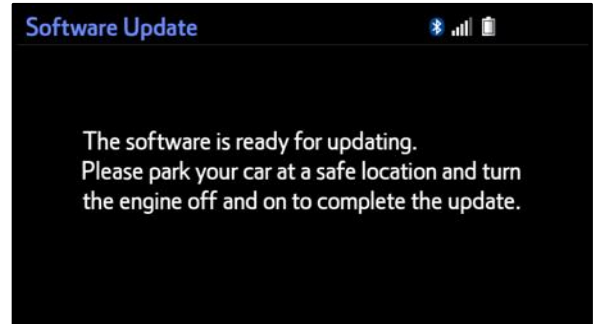 Software Update
The software is ready for updating.
Please park your car at a safe location and turn
the engine off and on to complete the update.